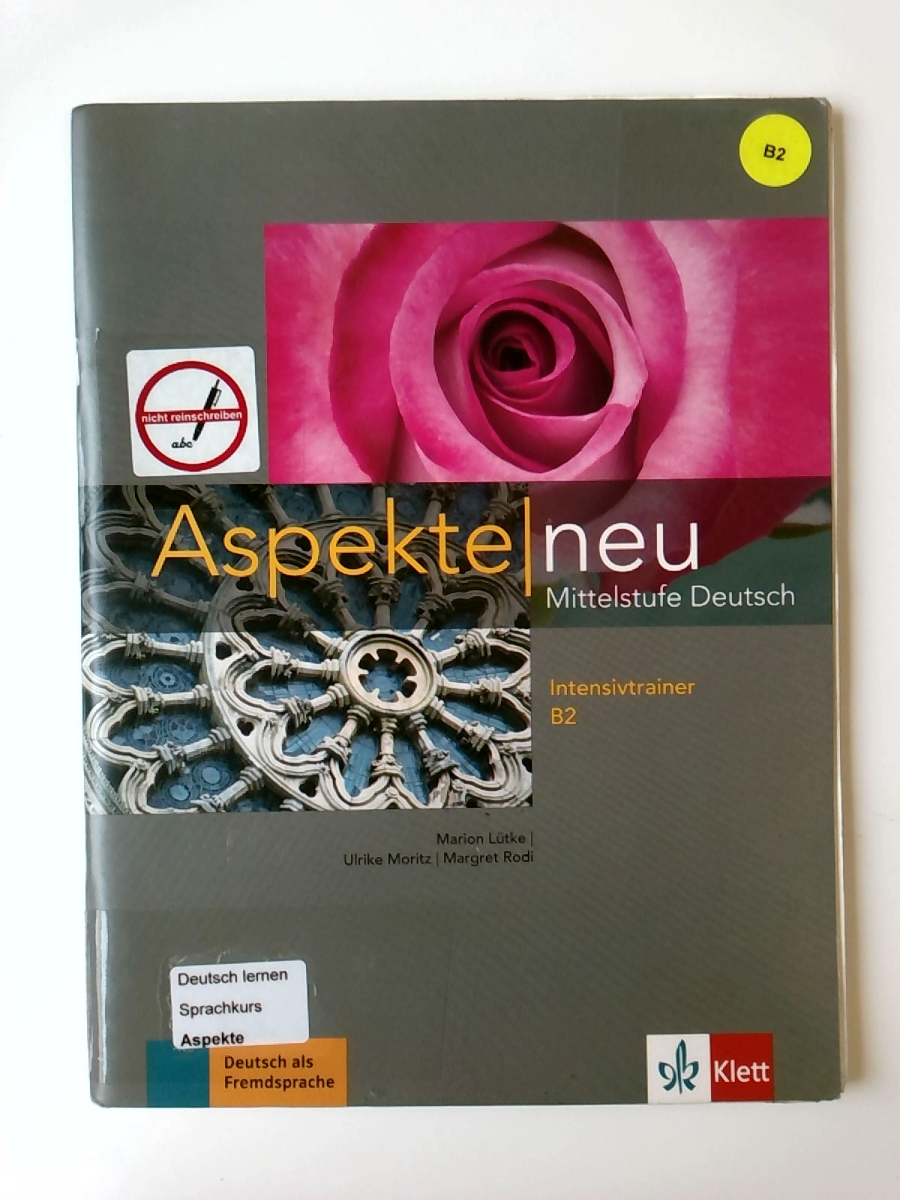 B2
nicht reinschreiben
abc
Aspekte|neu
Mittelstufe Deutsch
Intensivtrainer
B2
Marion Lütke |
Ulrike Moritz | Margret Rodi
Deutsch lernen
Sprachkurs
Aspekte
Deutsch als
Fremdsprache
Klett